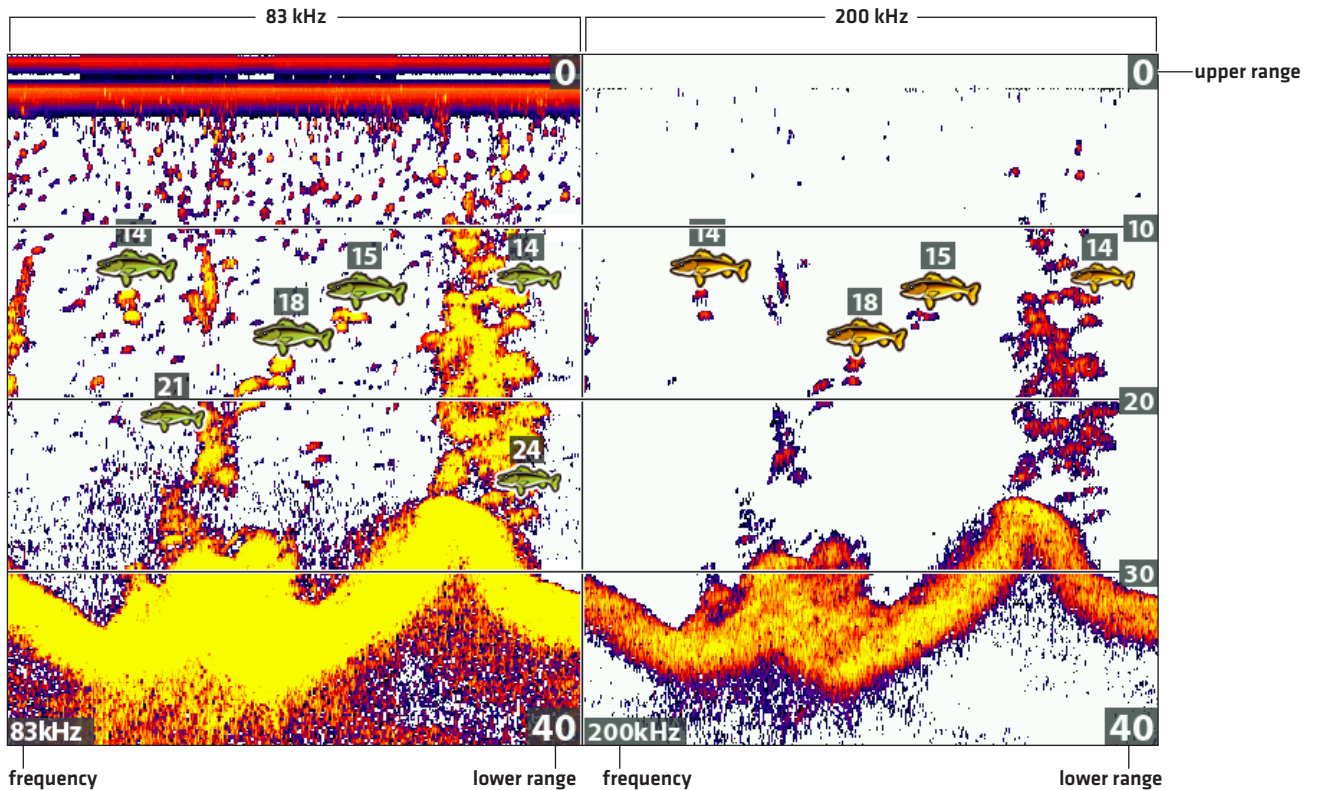 83 kHz
200 kHz
0
0
upper range
10
14
15
14
18
14
15
14
18
20
21
24
30
83kHz
40
200kHz
40
frequency
lower range
frequency
lower range